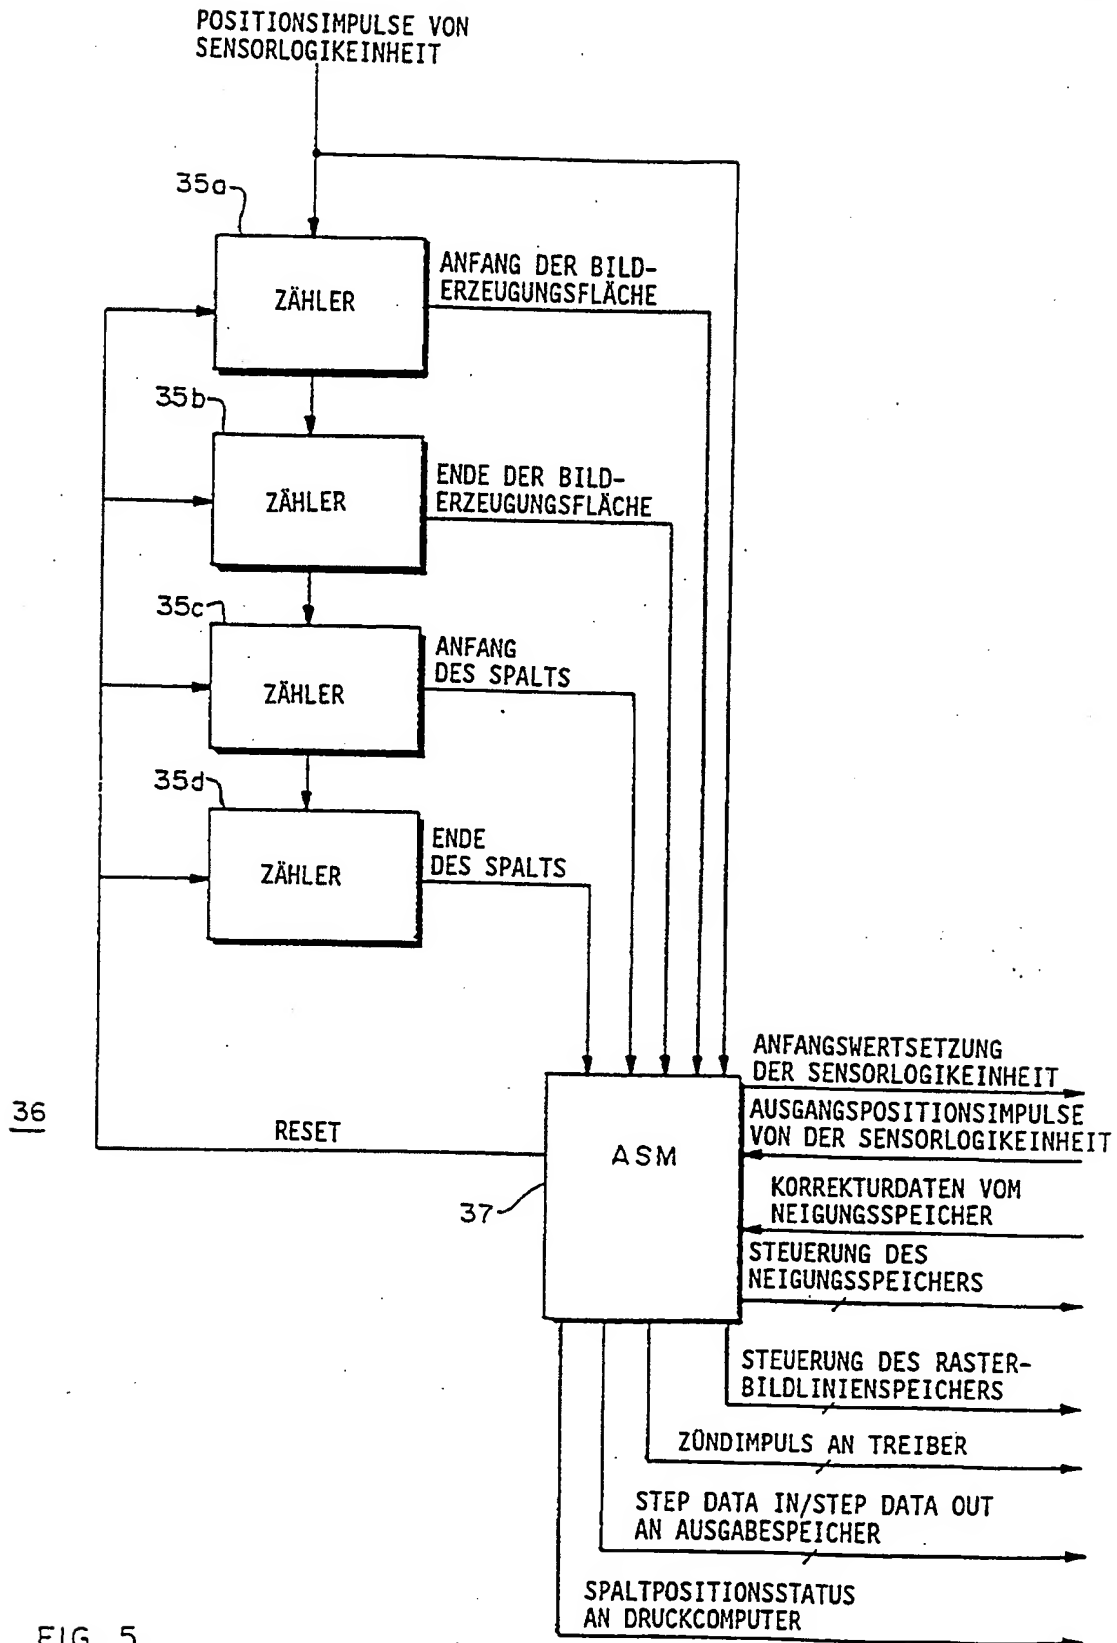 POSITIONSIMPULSE VON
SENSORLOGIKEINHEIT
35a
ZÄHLER
ANFANG DER BILD-
ERZEUGUNGSFLÄCHE
35b
ZÄHLER
ENDE DER BILD-
ERZEUGUNGSFLÄCHE
35c
ZÄHLER
ANFANG
DES SPALTS
35d
ZÄHLER
ENDE
DES SPALTS
36
RESET
37
ASM
ANFANGSWERTSETZUNG
DER SENSORLOGIKEINHEIT
AUSGANGSPOSITIONSIMPULSE
VON DER SENSORLOGIKEINHEIT
KORREKTURDATEN VOM
NEIGUNGSSPEICHER
STEUERUNG DES
NEIGUNGSSPEICHERS
STEUERUNG DES RASTER-
BILDLINIENSPEICHERS
ZÜNDIMPULS AN TREIBER
STEP DATA IN/STEP DATA OUT
AN AUSGABESPEICHER
SPALTPOSITIONSSTATUS
AN DRUCKCOMPUTER
FIG. 5